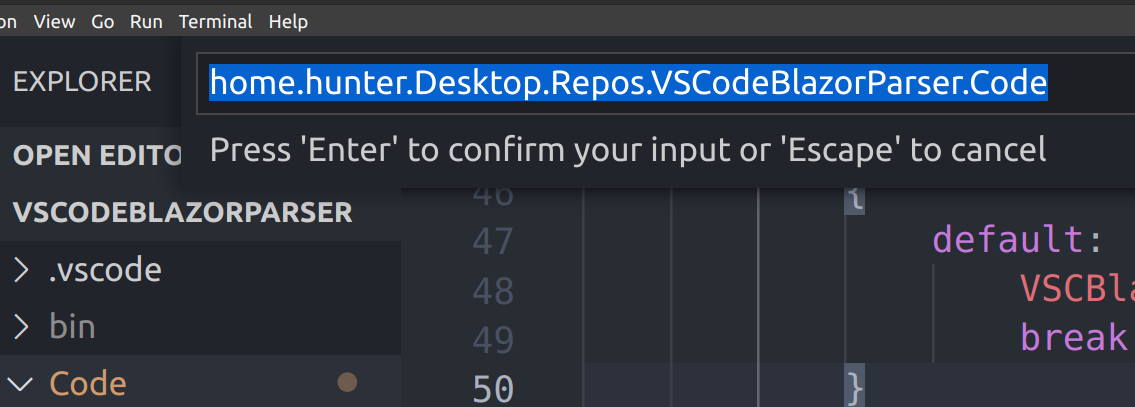 on View Go Run Terminal Help
EXPLORER
home.hunter.Desktop.Repos.VSCodeBlazorParser.Code
Press 'Enter' to confirm your input or 'Escape' to cancel
OPEN EDITO
VSCODEBLAZORPARSER
.vscode
bin
Code
46 {
47 default:
48 VSCBla
49 break
50 }